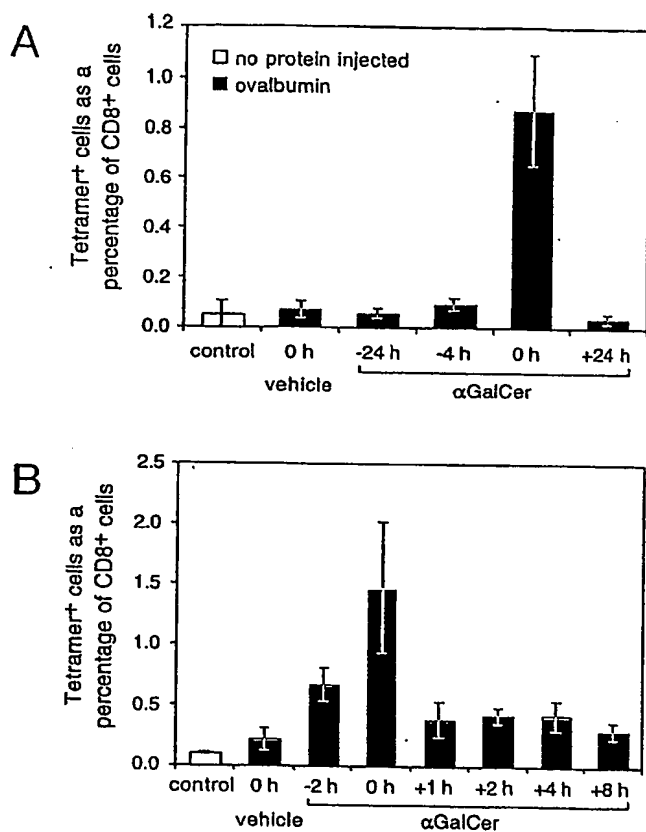 A
Tetramer+ cells as a
percentage of CD8+ cells
1.2
1.0
0.8
0.6
0.4
0.2
0.0
no protein injected
ovalbumin
control 0 h -24 h -4 h 0 h +24 h
vehicle αGalCer
B
Tetramer+ cells as a
percentage of CD8+ cells
2.5
2.0
1.5
1.0
0.5
0.0
control 0 h -2 h 0 h +1 h +2 h +4 h +8 h
vehicle αGalCer